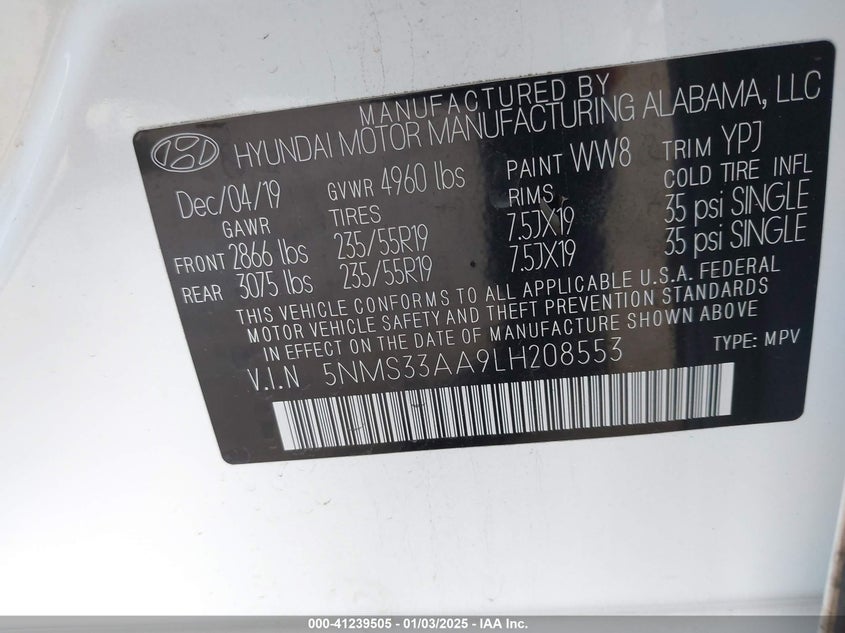 MANUFACTURED BY
HYUNDAI MOTOR MANUFACTURING ALABAMA, LLC
Dec/04/19 GVWR 4960 lbs PAINT WW8 TRIM YPJ
GAWR TIRES RIMS COLD TIRE INFL
FRONT 2866 lbs 235/55R19 7.5JX19 35 psi SINGLE
REAR 3075 lbs 235/55R19 7.5JX19 35 psi SINGLE
THIS VEHICLE CONFORMS TO ALL APPLICABLE U.S.A. FEDERAL
MOTOR VEHICLE SAFETY AND THEFT PREVENTION STANDARDS
IN EFFECT ON THE DATE OF MANUFACTURE SHOWN ABOVE
V.I.N 5NMS33AA9LH208553 TYPE: MPV
000-41239505 - 01/03/2025 - IAA Inc.